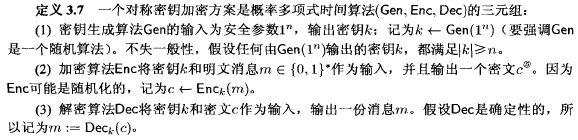 定义 3.7 一个对称密钥加密方案是概率多项式时间算法(Gen, Enc, Dec)的三元组:
(1) 密钥生成算法Gen的输入为安全参数1ⁿ，输出密钥k；记为k ← Gen(1ⁿ)（要强调Gen
是一个随机算法）。不失一般性，假设任何由Gen(1ⁿ)输出的密钥k，都满足|k|≥n。
(2) 加密算法Enc将密钥k和明文消息m ∈ {0,1}*作为输入，并且输出一个密文c②。因为
Enc可能是随机化的，记为c ← Encₖ(m)。
(3) 解密算法Dec将密钥k和密文c作为输入，输出一份消息m。假设Dec是确定性的，所
以记为m := Decₖ(c)。